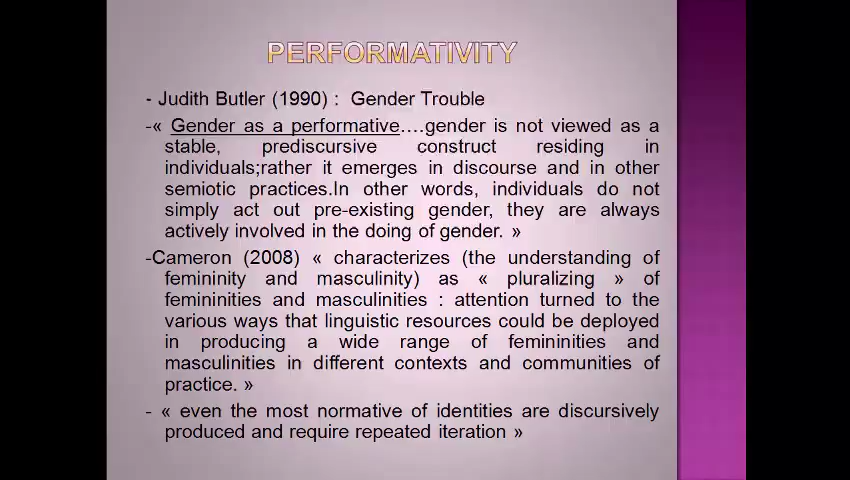 PERFORMATIVITY
- Judith Butler (1990) : Gender Trouble
-« Gender as a performative….gender is not viewed as a
stable, prediscursive construct residing in
individuals;rather it emerges in discourse and in other
semiotic practices.In other words, individuals do not
simply act out pre-existing gender, they are always
actively involved in the doing of gender. »
-Cameron (2008) « characterizes (the understanding of
femininity and masculinity) as « pluralizing » of
femininities and masculinities : attention turned to the
various ways that linguistic resources could be deployed
in producing a wide range of femininities and
masculinities in different contexts and communities of
practice. »
- « even the most normative of identities are discursively
produced and require repeated iteration »